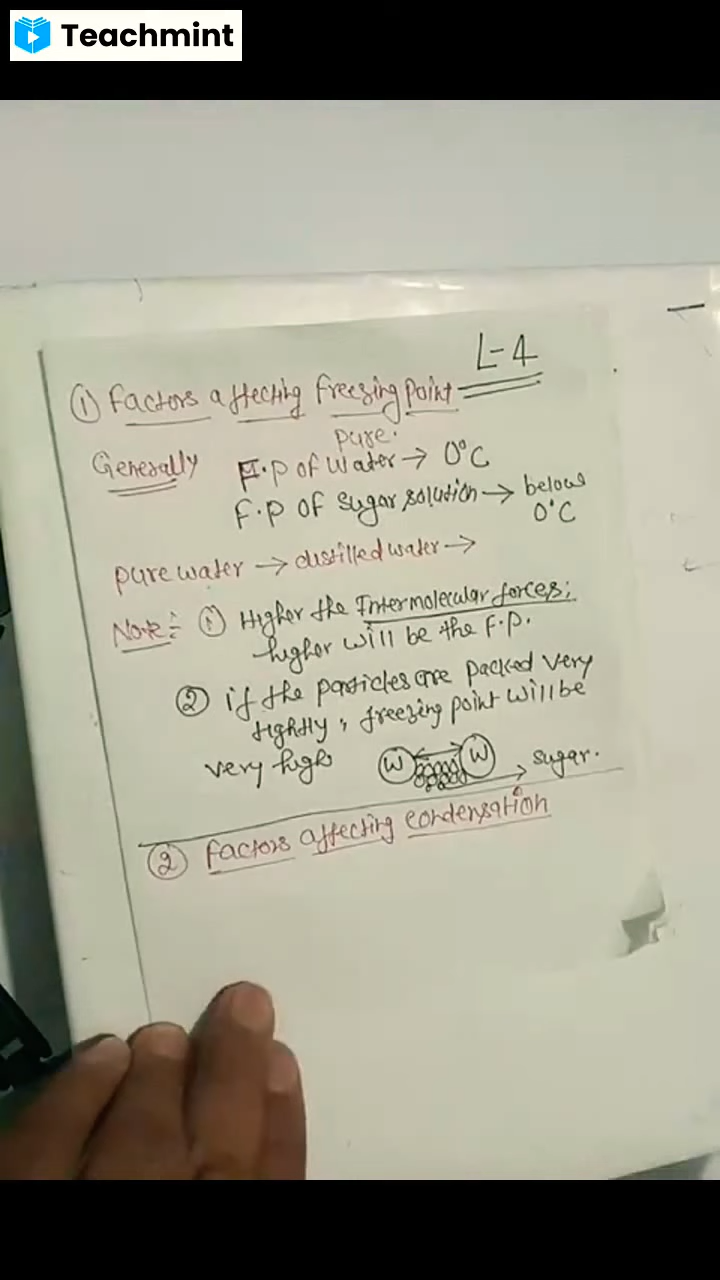 Teachmint
L-4
① Factors affecting freezing point
Generally
F.p of pure water → 0°C
F.p of sugar solution → below 0°C
pure water → distilled water →
Note:- ① Higher the Intermolecular forces;
higher will be the f.p.
② if the particles are packed very
tightly, freezing point will be
very high
W W → sugar.
② factors affecting condensation